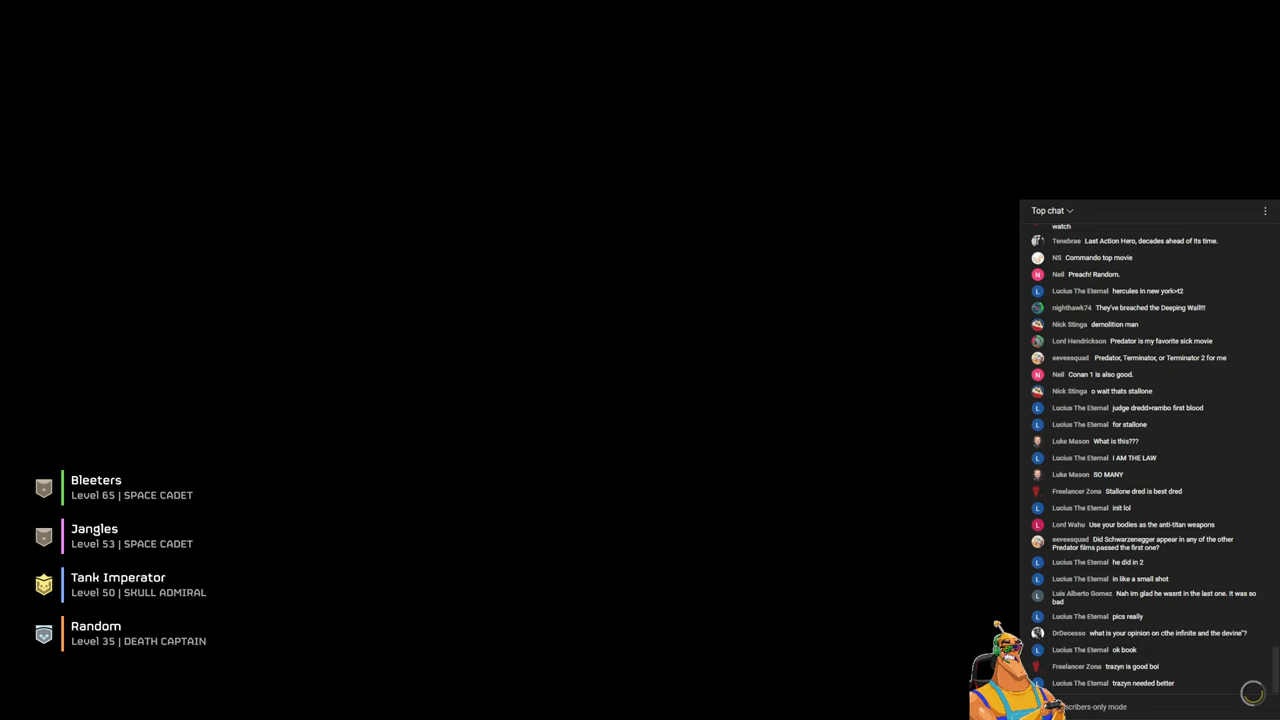 Top chat
watch
Tenebrae Last Action Hero, decades ahead of its time.
NS Commando top movie
N Neil Preach! Random.
L Lucius The Eternal hercules in new york>t2
nighthawk74 They've breached the Deeping Wall!!!
Nick Stinga demolition man
Lord Hendrickson Predator is my favorite sick movie
eeveesquad Predator, Terminator, or Terminator 2 for me
N Neil Conan 1 is also good.
Nick Stinga o wait thats stallone
L Lucius The Eternal judge dredd>rambo first blood
L Lucius The Eternal for stallone
Luke Mason What is this???
L Lucius The Eternal I AM THE LAW
Luke Mason SO MANY
Freelancer Zona Stallone dred is best dred
L Lucius The Eternal init lol
L Lord Wahu Use your bodies as the anti-titan weapons
eeveesquad Did Schwarzenegger appear in any of the other
Predator films passed the first one?
L Lucius The Eternal he did in 2
L Lucius The Eternal in like a small shot
L Luis Alberto Gomez Nah Im glad he wasnt in the last one. It was so
bad
L Lucius The Eternal pics really
DrDecesso what is your opinion on cthe infinite and the devine"?
L Lucius The Eternal ok book
Freelancer Zona trazyn is good boi
L Lucius The Eternal trazyn needed better
scribers-only mode
Bleeters
Level 65 | SPACE CADET
Jangles
Level 53 | SPACE CADET
Tank Imperator
Level 50 | SKULL ADMIRAL
Random
Level 35 | DEATH CAPTAIN